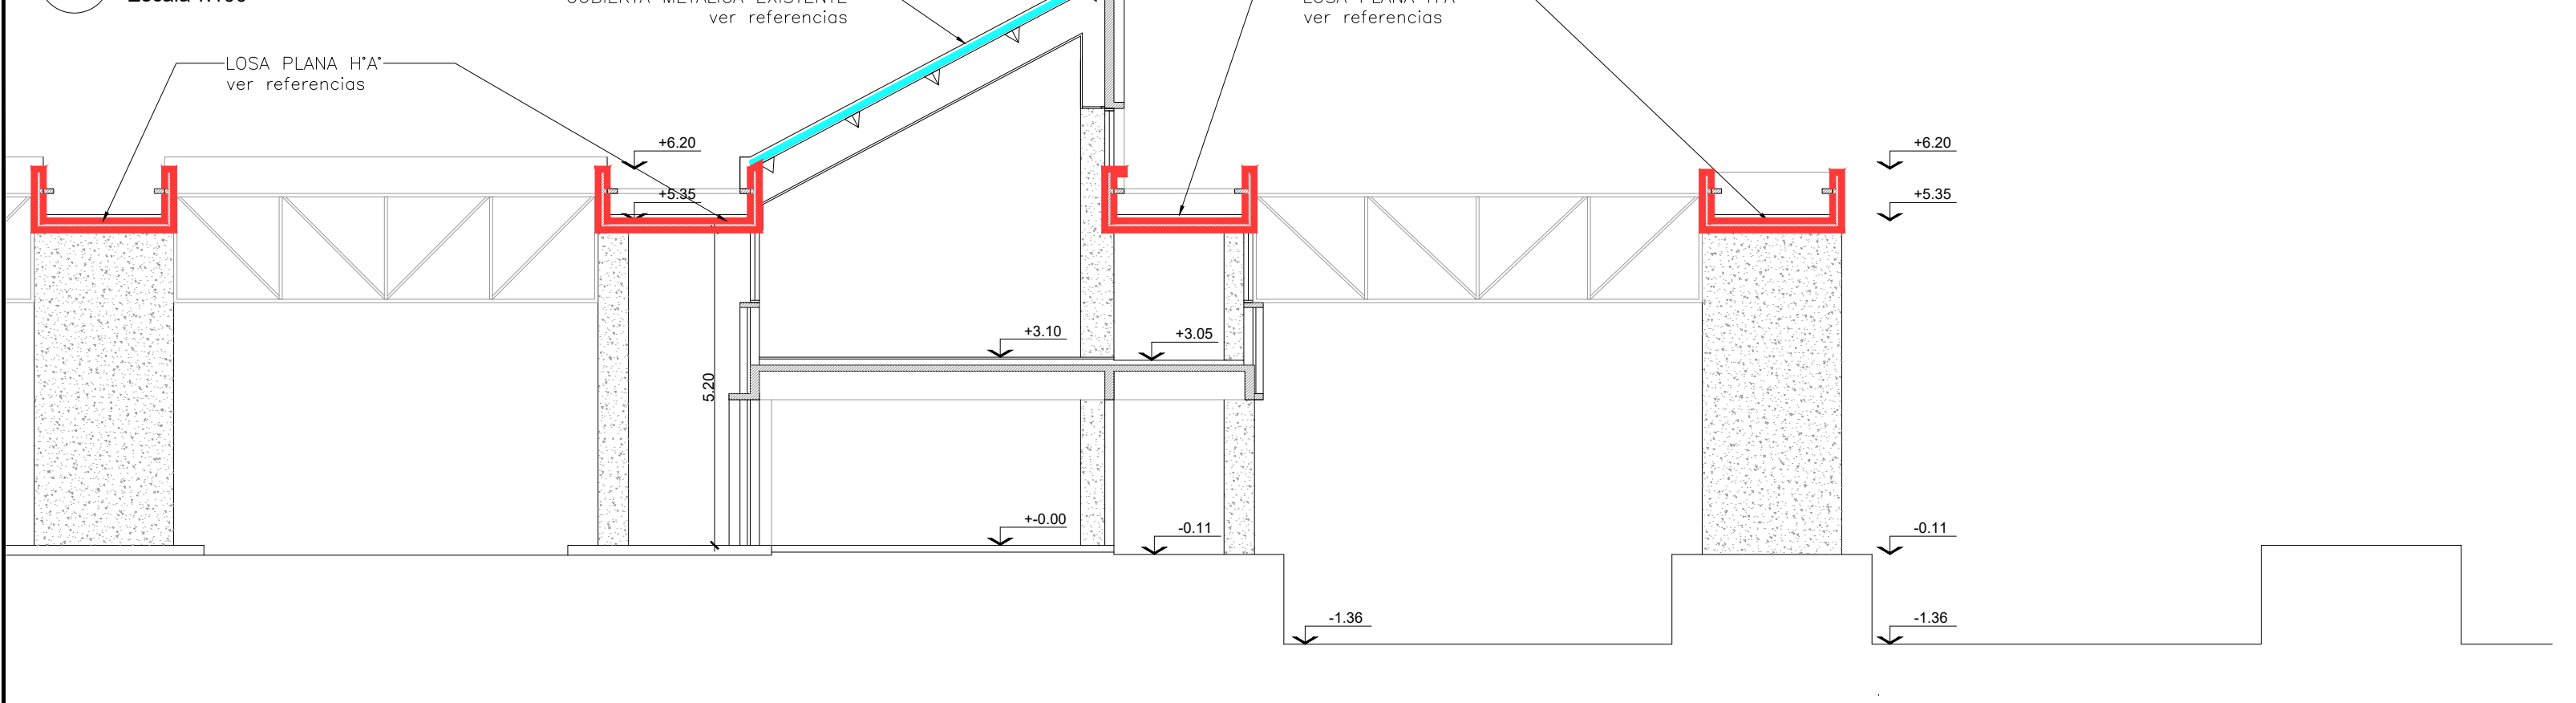 Escala 1:100
CUBIERTA METALICA EXISTENTE
ver referencias
LOSA PLANA H°A°
ver referencias
LOSA PLANA H°A°
ver referencias
+6.20
+5.35
+6.20
+5.35
+3.10
+3.05
5.20
+-0.00
-0.11
-0.11
-1.36
-1.36